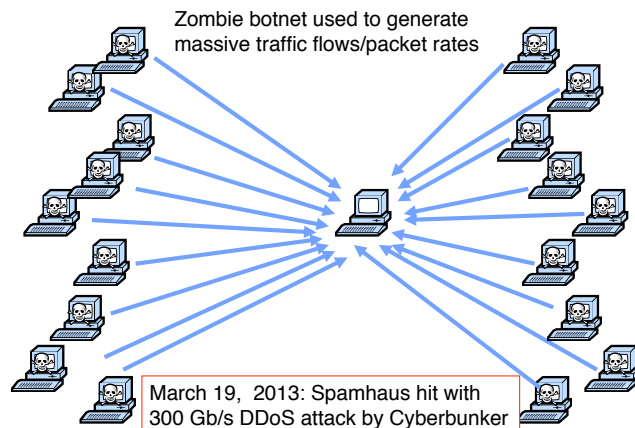 Zombie botnet used to generate
massive traffic flows/packet rates
March 19,  2013: Spamhaus hit with
300 Gb/s DDoS attack by Cyberbunker